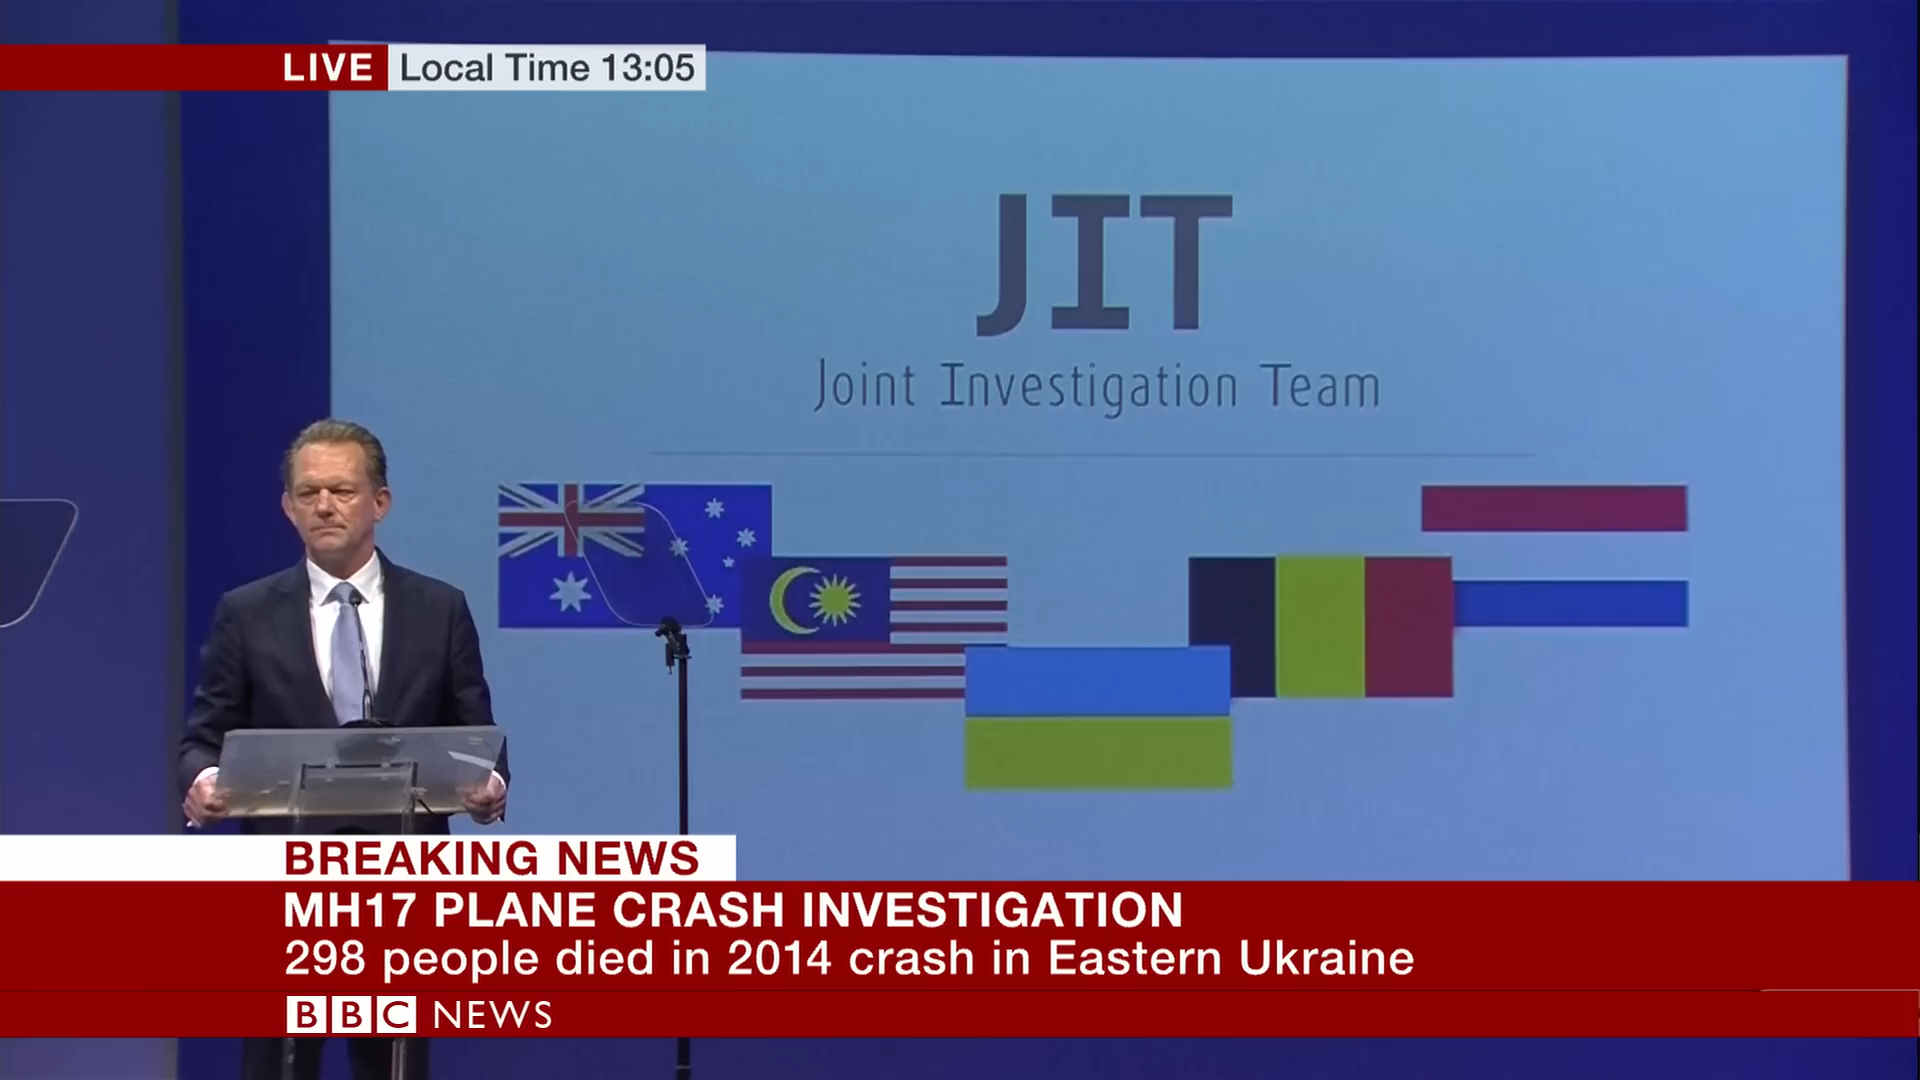 LIVE Local Time 13:05
JIT
Joint Investigation Team
BREAKING NEWS
MH17 PLANE CRASH INVESTIGATION
298 people died in 2014 crash in Eastern Ukraine
BBC NEWS